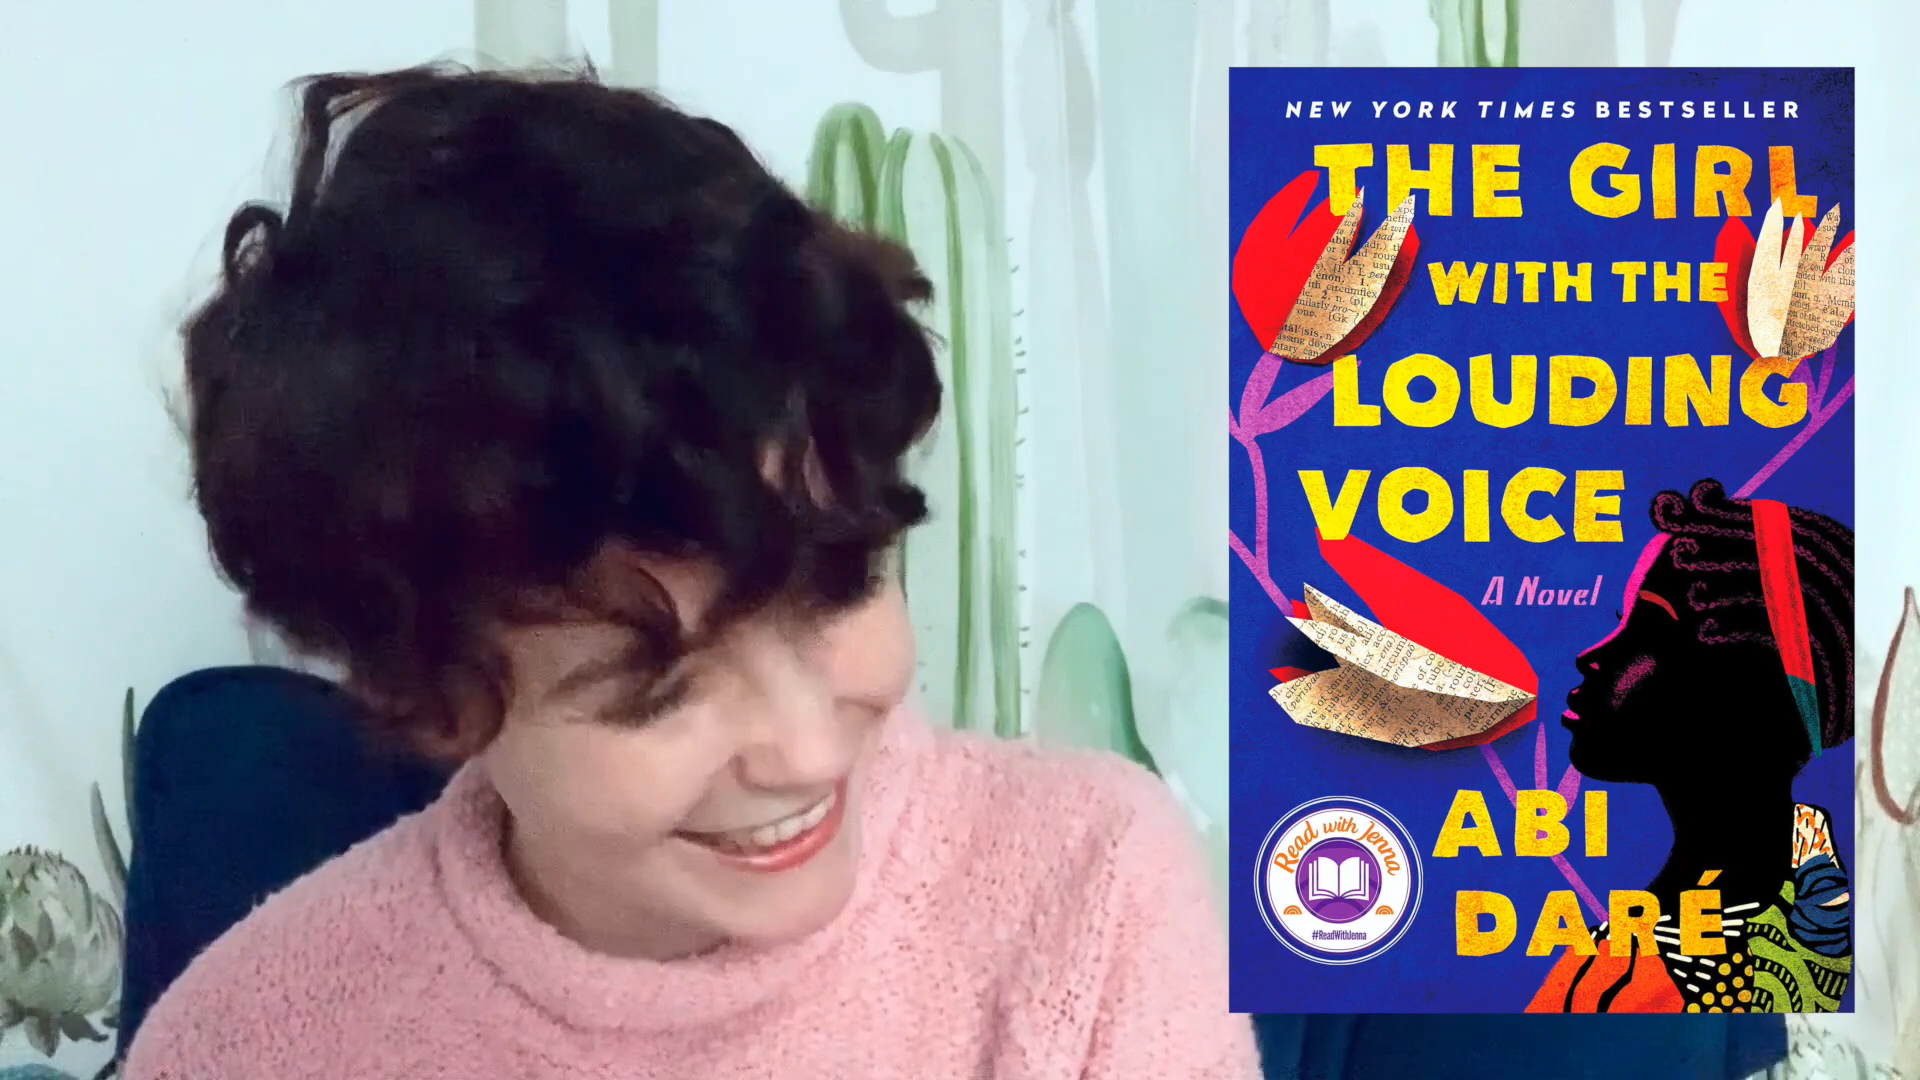 NEW YORK TIMES BESTSELLER
THE GIRL
WITH THE
LOUDING
VOICE
A Novel
ABI
DARÉ
Read with Jenna
#ReadWithJenna